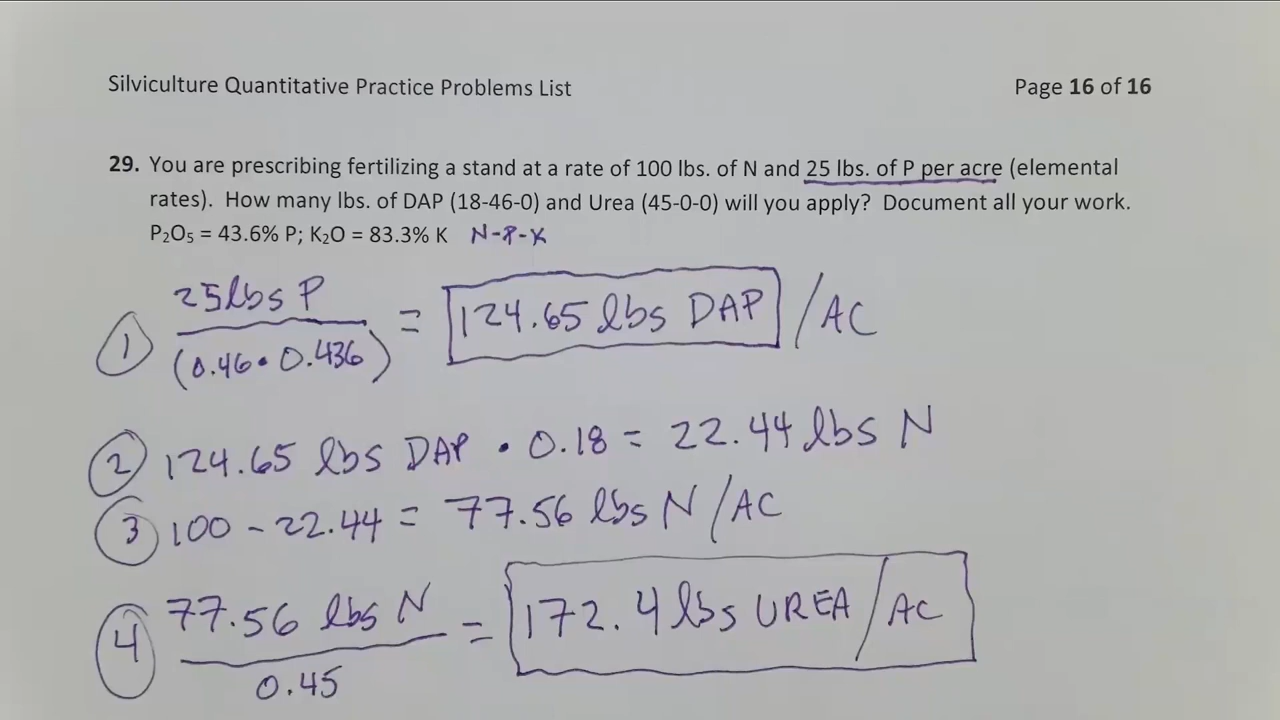 Silviculture Quantitative Practice Problems List Page 16 of 16
29. You are prescribing fertilizing a stand at a rate of 100 lbs. of N and 25 lbs. of P per acre (elemental
rates). How many lbs. of DAP (18-46-0) and Urea (45-0-0) will you apply? Document all your work.
P₂O₅ = 43.6% P; K₂O = 83.3% K N-P-K
1 25 lbs P / (0.46 • 0.436) = 124.65 lbs DAP / AC
2 124.65 lbs DAP • 0.18 = 22.44 lbs N
3 100 - 22.44 = 77.56 lbs N / AC
4 77.56 lbs N / 0.45 = 172.4 lbs UREA / AC